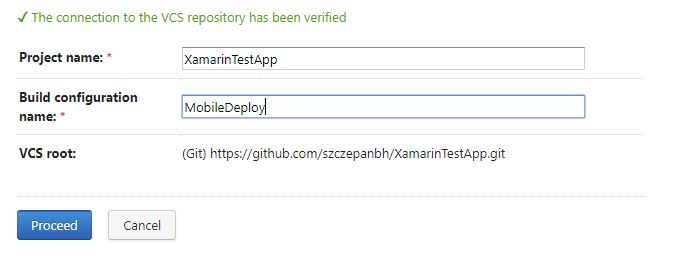 ✓ The connection to the VCS repository has been verified
Project name: * XamarinTestApp
Build configuration
name: * MobileDeploy
VCS root: (Git) https://github.com/szczepanbh/XamarinTestApp.git
Proceed Cancel